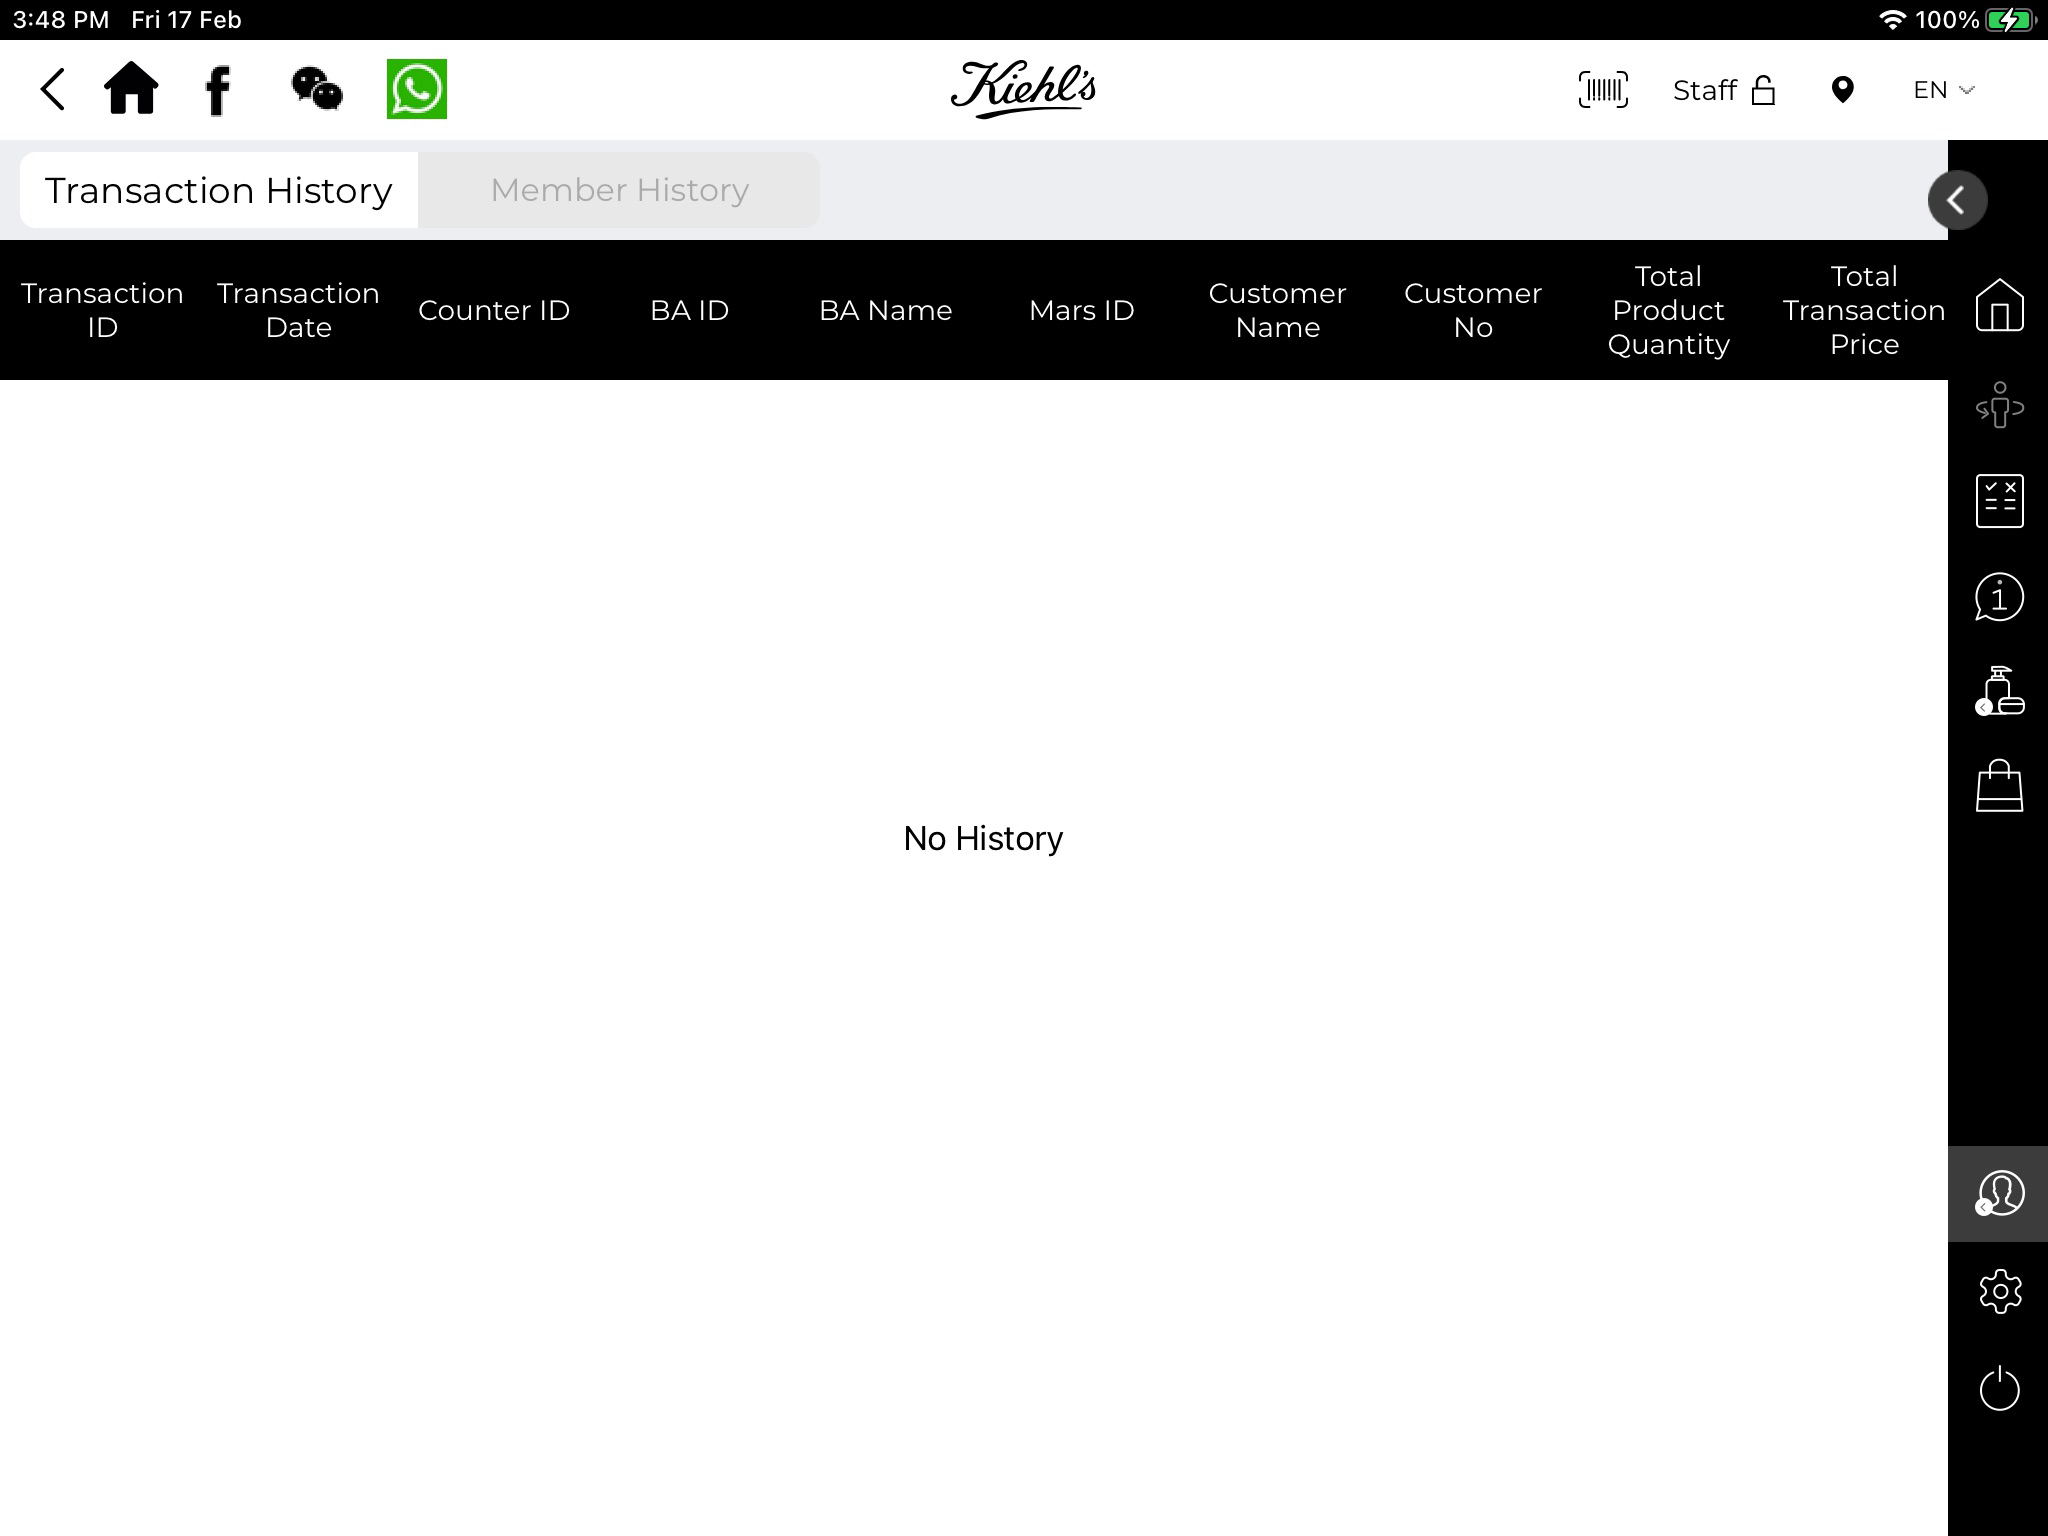 3:48 PM Fri 17 Feb
100%
Kiehl's
Staff
EN
Transaction History
Member History
Transaction
ID
Transaction
Date
Counter ID
BA ID
BA Name
Mars ID
Customer
Name
Customer
No
Total
Product
Quantity
Total
Transaction
Price
No History